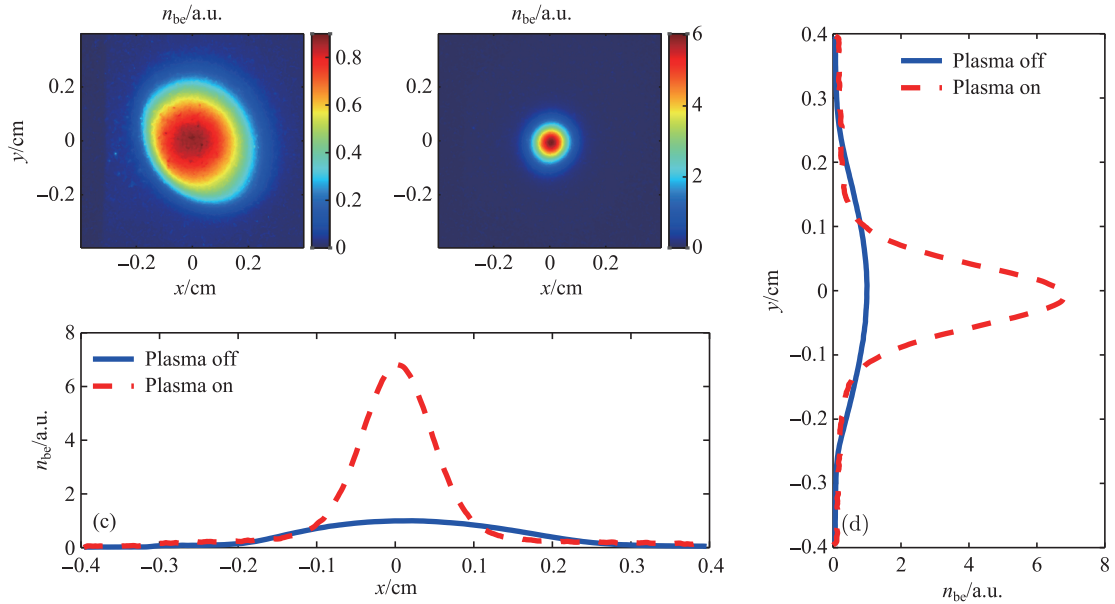 n_be/a.u.
0.2
0
−0.2
y/cm
−0.2 0 0.2
x/cm
0.8
0.6
0.4
0.2
0
n_be/a.u.
−0.2 0 0.2
x/cm
6
4
2
0
8
6
4
2
0
n_be/a.u.
Plasma off
Plasma on
(c)
−0.4 −0.3 −0.2 −0.1 0 0.1 0.2 0.3 0.4
x/cm
0.4
0.3
0.2
0.1
0
−0.1
−0.2
−0.3
−0.4
y/cm
Plasma off
Plasma on
(d)
0 2 4 6 8
n_be/a.u.